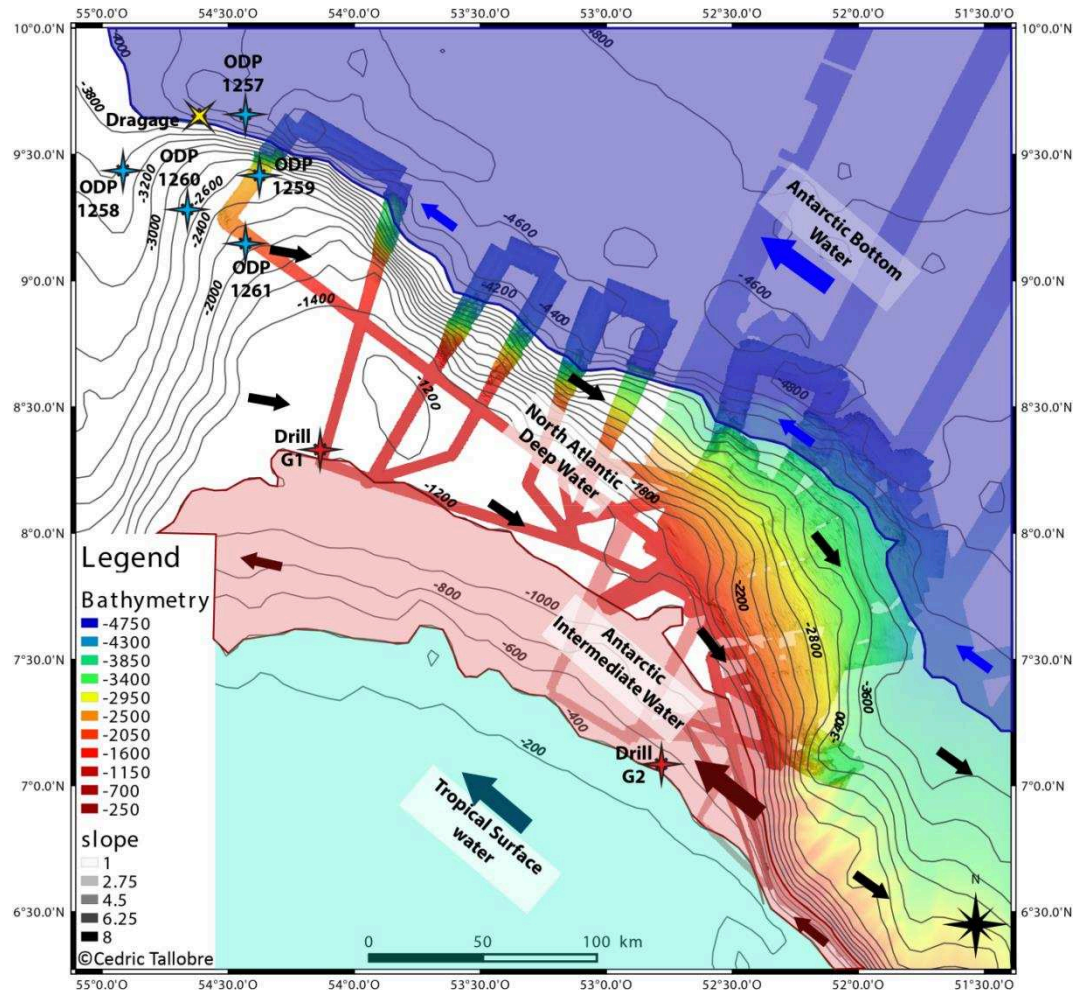 55°0.0'O 54°30.0'O 54°0.0'O 53°30.0'O 53°0.0'O 52°30.0'O 52°0.0'O 51°30.0'O
10°0.0'N
10°0.0'N
-4000
-4800
-3800
ODP
1257
Dragage
9°30.0'N
9°30.0'N
ODP
1258
-3200
ODP
1260
-2600
ODP
1259
-3000
-2400
-2000
ODP
1261
-4600
Antarctic Bottom
Water
9°0.0'N
9°0.0'N
-1400
-4200
-4400
-4600
-4800
-1200
8°30.0'N
8°30.0'N
Drill
G1
North Atlantic
Deep Water
-1200
-1800
8°0.0'N
8°0.0'N
-800
-1000
-600
-2200
-2800
-3600
-3400
Antarctic
Intermediate Water
7°30.0'N
7°30.0'N
-400
-200
Drill
G2
7°0.0'N
7°0.0'N
Tropical Surface
water
6°30.0'N
6°30.0'N
N
Legend
Bathymetry
-4750
-4300
-3850
-3400
-2950
-2500
-2050
-1600
-1150
-700
-250
slope
1
2.75
4.5
6.25
8
©Cedric Tallobre
0 50 100 km
55°0.0'O 54°30.0'O 54°0.0'O 53°30.0'O 53°0.0'O 52°30.0'O 52°0.0'O 51°30.0'O